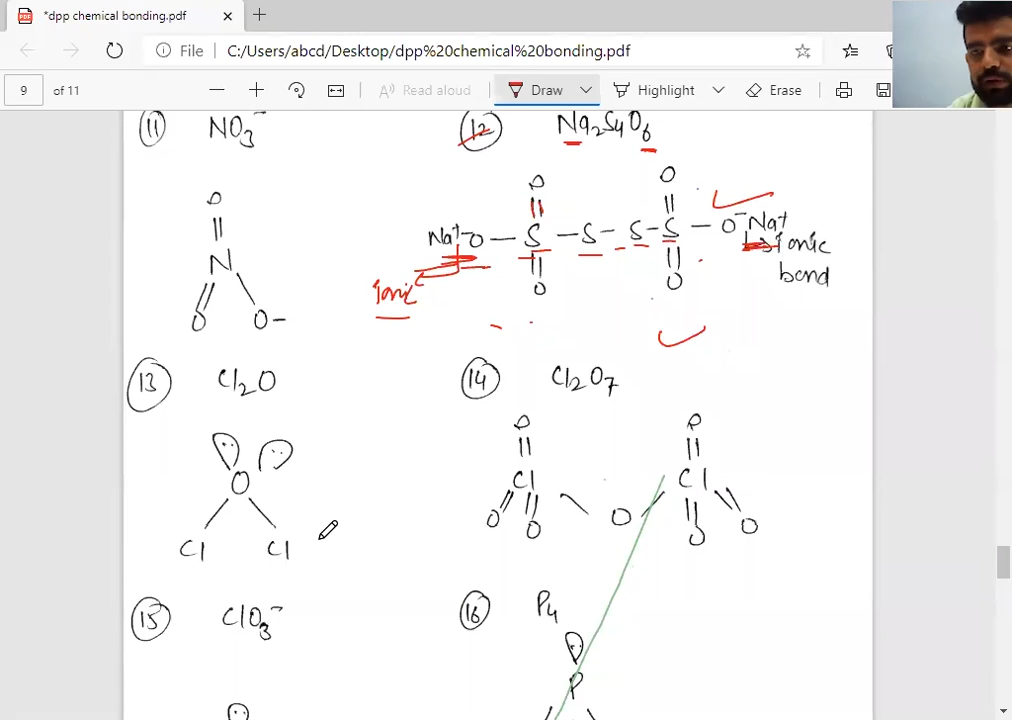 *dpp chemical bonding.pdf
File C:/Users/abcd/Desktop/dpp%20chemical%20bonding.pdf
9 of 11 Read aloud Draw Highlight Erase
11 NO3-
12 Na2S4O6
O
||
N
O O-
O O
Na+ -O - S - S - S - S - O- Na+
O O
Ionic
ionic
bond
13 Cl2O
14 Cl2O7
O
Cl Cl
O O
Cl Cl
O O O O O
15 ClO3-
16 P4
P